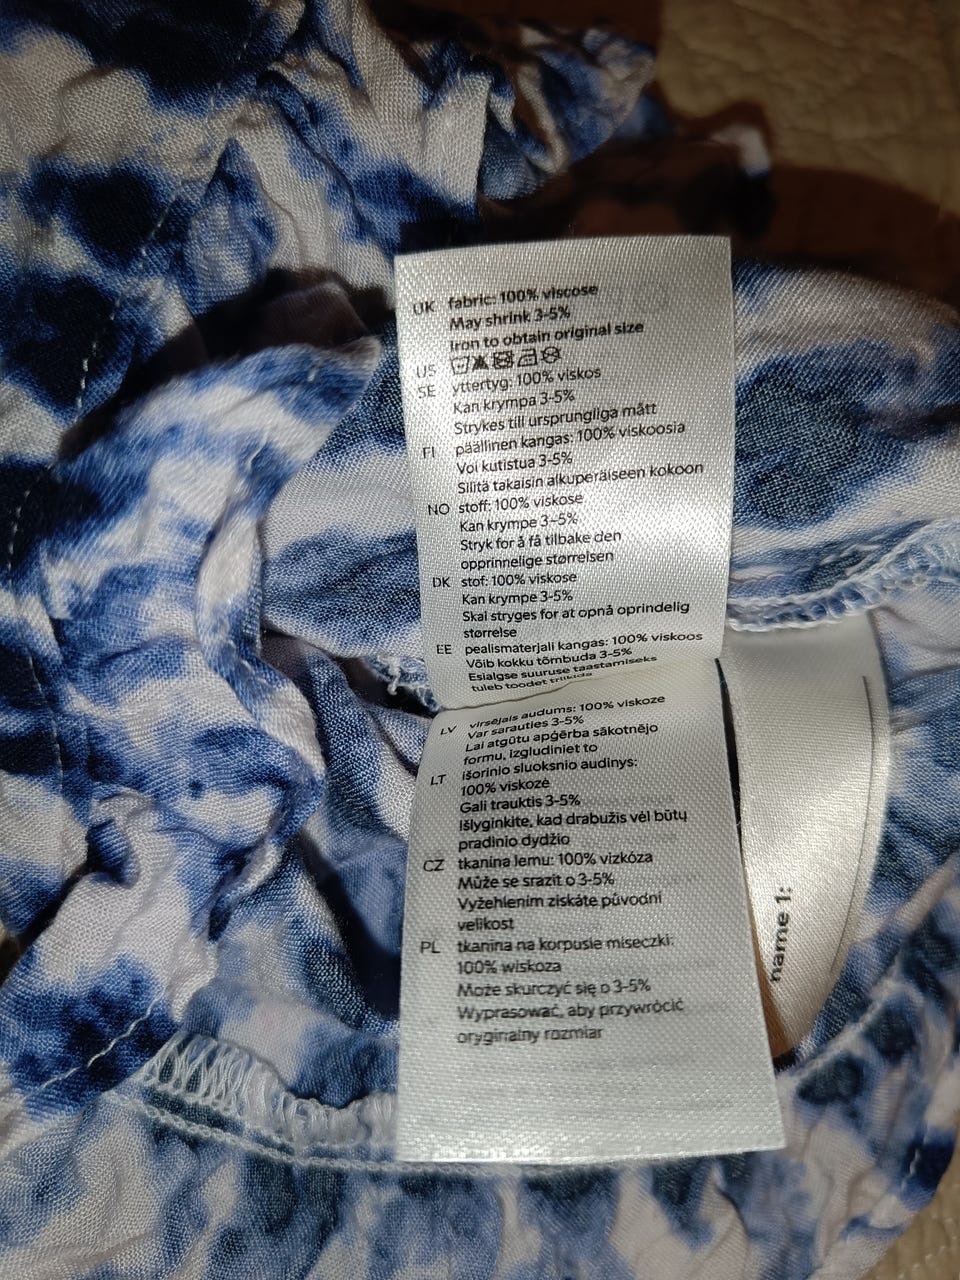 UK fabric: 100% viscose
May shrink 3-5%
Iron to obtain original size
US
SE yttertyg: 100% viskos
Kan krympa 3-5%
Strykes till ursprungliga mått
FI päällinen kangas: 100% viskoosia
Voi kutistua 3-5%
Silitä takaisin alkuperäiseen kokoon
NO stoff: 100% viskose
Kan krympe 3-5%
Stryk for å få tilbake den
opprinnelige størrelsen
DK stof: 100% viskose
Kan krympe 3-5%
Skal stryges for at opnå oprindelig
størrelse
EE pealismaterjali kangas: 100% viskoos
Võib kokku tõmbuda 3-5%
Esialgse suuruse taastamiseks
tuleb toodet triikida
LV virsējais audums: 100% viskoze
Var sarauties 3-5%
Lai atgūtu apģērba sākotnējo
formu, izgludiniet to
LT išorinio sluoksnio audinys:
100% viskozė
Gali trauktis 3-5%
Išlyginkite, kad drabužis vėl būtų
pradinio dydžio
CZ tkanina lemu: 100% vizkóza
Může se srazit o 3-5%
Vyžehlením získáte původní
velikost
PL tkanina na korpusie miseczki:
100% wiskoza
Może skurczyć się o 3-5%
Wyprasować, aby przywrócić
oryginalny rozmiar
name 1: